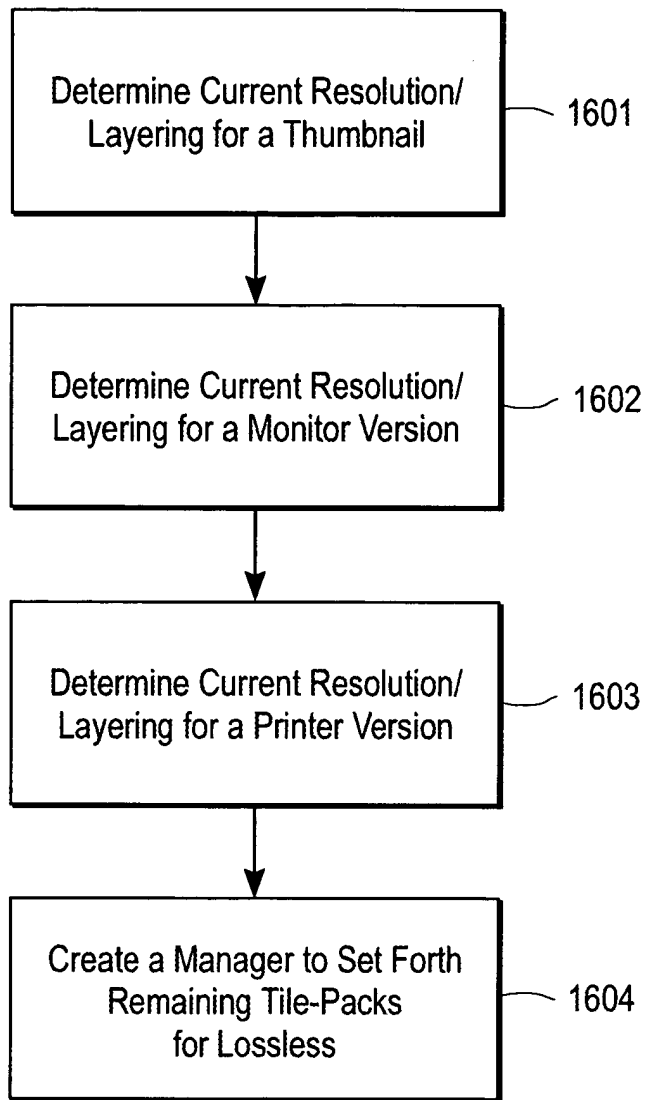 Determine Current Resolution/
Layering for a Thumbnail
1601
Determine Current Resolution/
Layering for a Monitor Version
1602
Determine Current Resolution/
Layering for a Printer Version
1603
Create a Manager to Set Forth
Remaining Tile-Packs
for Lossless
1604